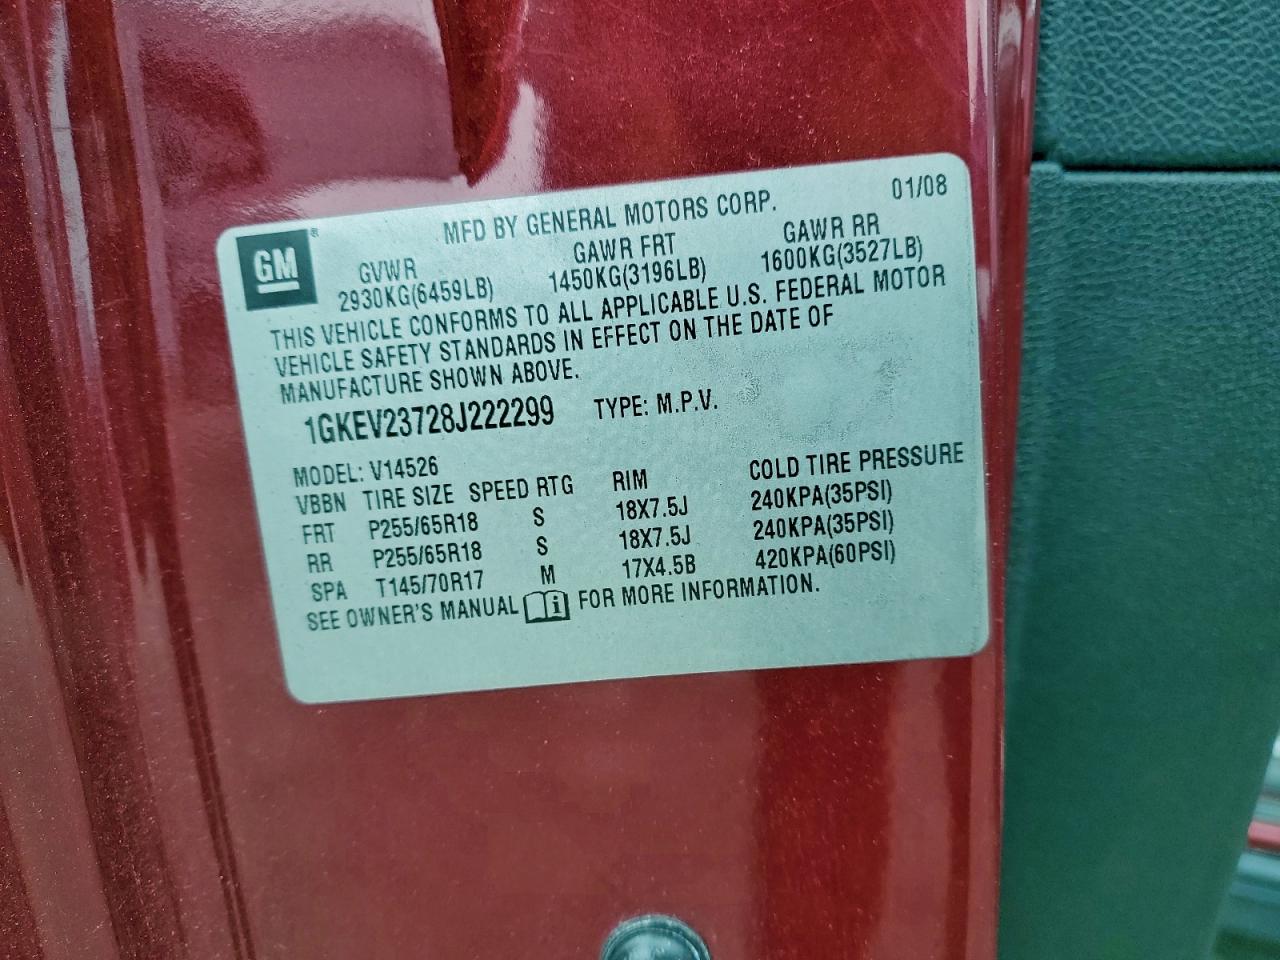 GM®
MFD BY GENERAL MOTORS CORP. 01/08
GVWR GAWR FRT GAWR RR
2930KG(6459LB) 1450KG(3196LB) 1600KG(3527LB)
THIS VEHICLE CONFORMS TO ALL APPLICABLE U.S. FEDERAL MOTOR
VEHICLE SAFETY STANDARDS IN EFFECT ON THE DATE OF
MANUFACTURE SHOWN ABOVE.
1GKEV23728J222299 TYPE: M.P.V.
MODEL: V14526
VBBN TIRE SIZE SPEED RTG RIM COLD TIRE PRESSURE
FRT P255/65R18 S 18X7.5J 240KPA(35PSI)
RR P255/65R18 S 18X7.5J 240KPA(35PSI)
SPA T145/70R17 M 17X4.5B 420KPA(60PSI)
SEE OWNER'S MANUAL i FOR MORE INFORMATION.